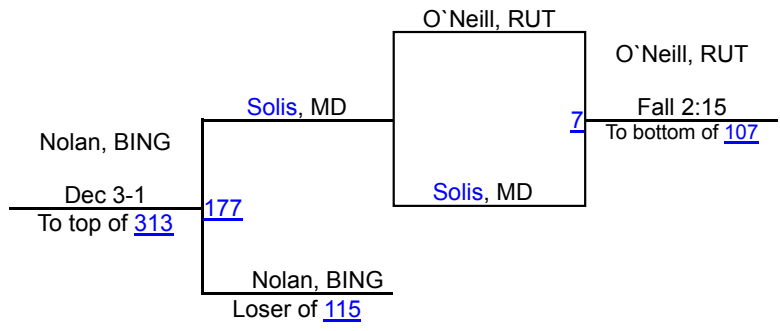 O`Neill, RUT
O`Neill, RUT
Solis, MD
Fall 2:15
7
To bottom of 107
Nolan, BING
Dec 3-1
177
Solis, MD
To top of 313
Nolan, BING
Loser of 115